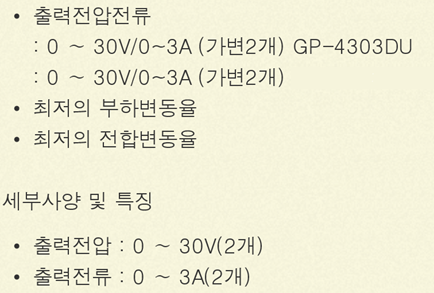 • 출력전압전류
: 0 ~ 30V/0~3A (가변2개) GP-4303DU
: 0 ~ 30V/0~3A (가변2개)
• 최저의 부하변동율
• 최저의 전합변동율
세부사양 및 특징
• 출력전압 : 0 ~ 30V(2개)
• 출력전류 : 0 ~ 3A(2개)